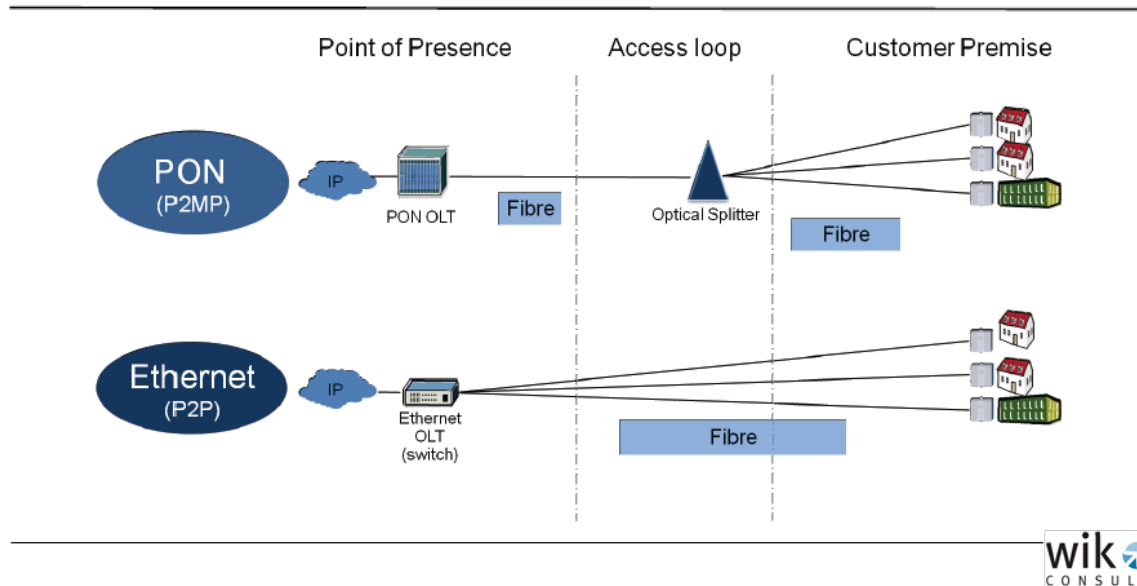 Point of Presence
Access loop
Customer Premise
PON
(P2MP)
IP
PON OLT
Fibre
Optical Splitter
Fibre
Ethernet
(P2P)
IP
Ethernet
OLT
(switch)
Fibre
wik
CONSUL